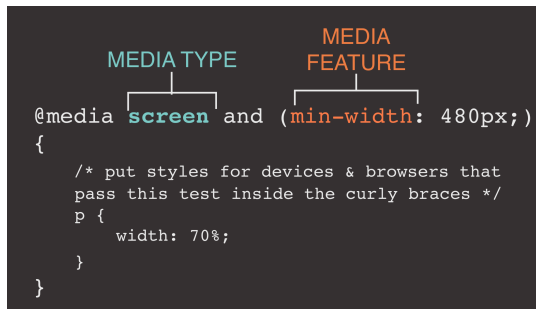 MEDIA TYPE
MEDIA
FEATURE
@media screen and (min-width: 480px;)
{
/* put styles for devices & browsers that
pass this test inside the curly braces */
p {
width: 70%;
}
}